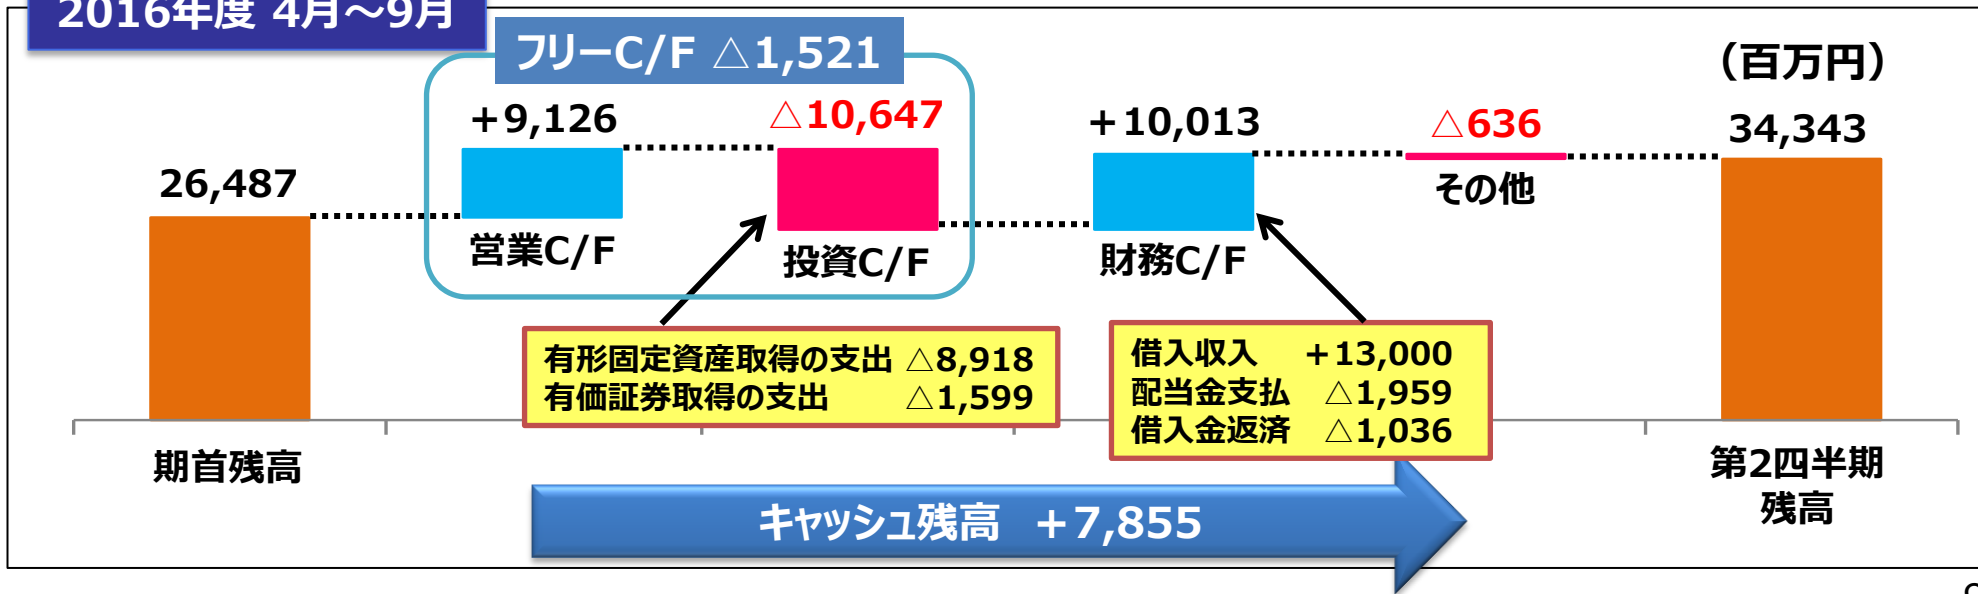 2016年度 4月～9月
フリーC/F △1,521
（百万円）
+9,126
△10,647
+10,013
△636
34,343
26,487
その他
営業C/F
投資C/F
財務C/F
有形固定資産取得の支出 △8,918
有価証券取得の支出 △1,599
借入収入 +13,000
配当金支払 △1,959
借入金返済 △1,036
期首残高
第2四半期
残高
キャッシュ残高 +7,855